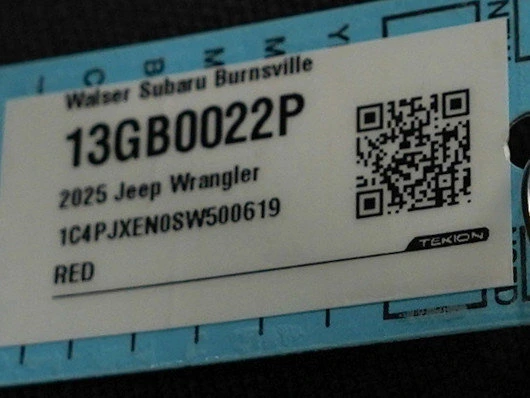 Walser Subaru Burnsville
13GB0022P
2025 Jeep Wrangler
1C4PJXEN0SW500619
RED
TEKION